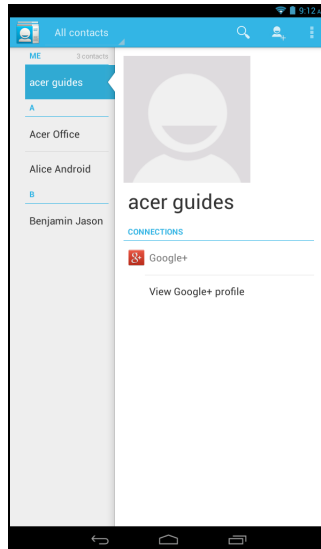 9:12
All contacts
ME 3 contacts
acer guides
A
Acer Office
Alice Android
B
Benjamin Jason
acer guides
CONNECTIONS
g+ Google+
View Google+ profile